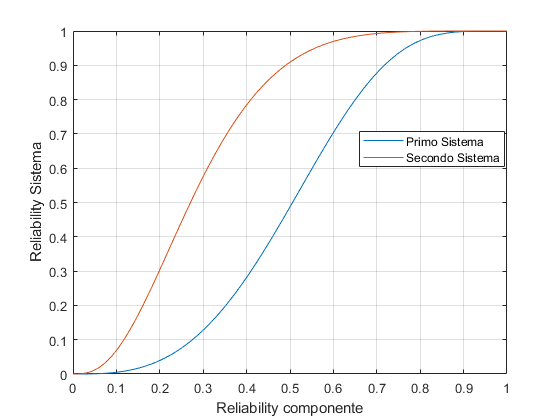 1
0.9
0.8
0.7
0.6
0.5
0.4
0.3
0.2
0.1
0
Reliability Sistema
Primo Sistema
Secondo Sistema
0 0.1 0.2 0.3 0.4 0.5 0.6 0.7 0.8 0.9 1
Reliability componente